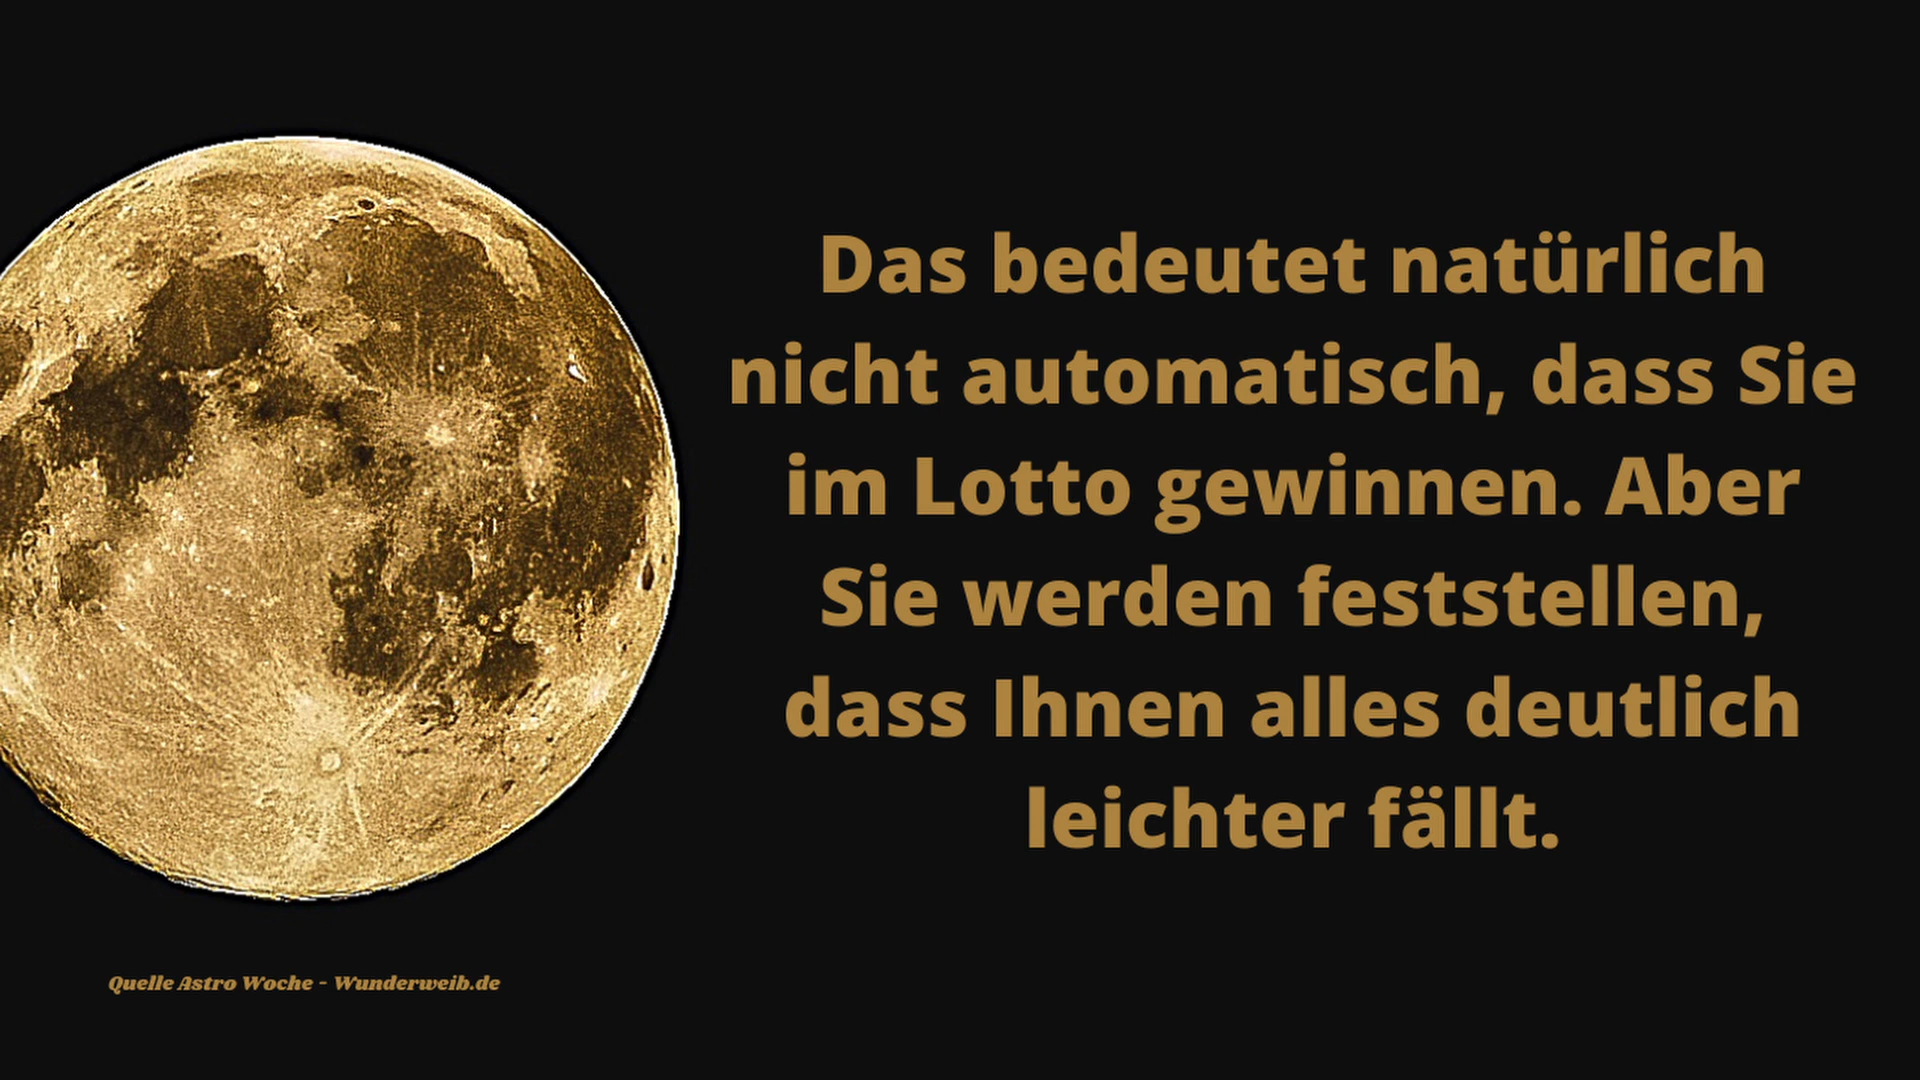 Das bedeutet natürlich
nicht automatisch, dass Sie
im Lotto gewinnen. Aber
Sie werden feststellen,
dass Ihnen alles deutlich
leichter fällt.
Quelle Astro Woche - Wunderweib.de